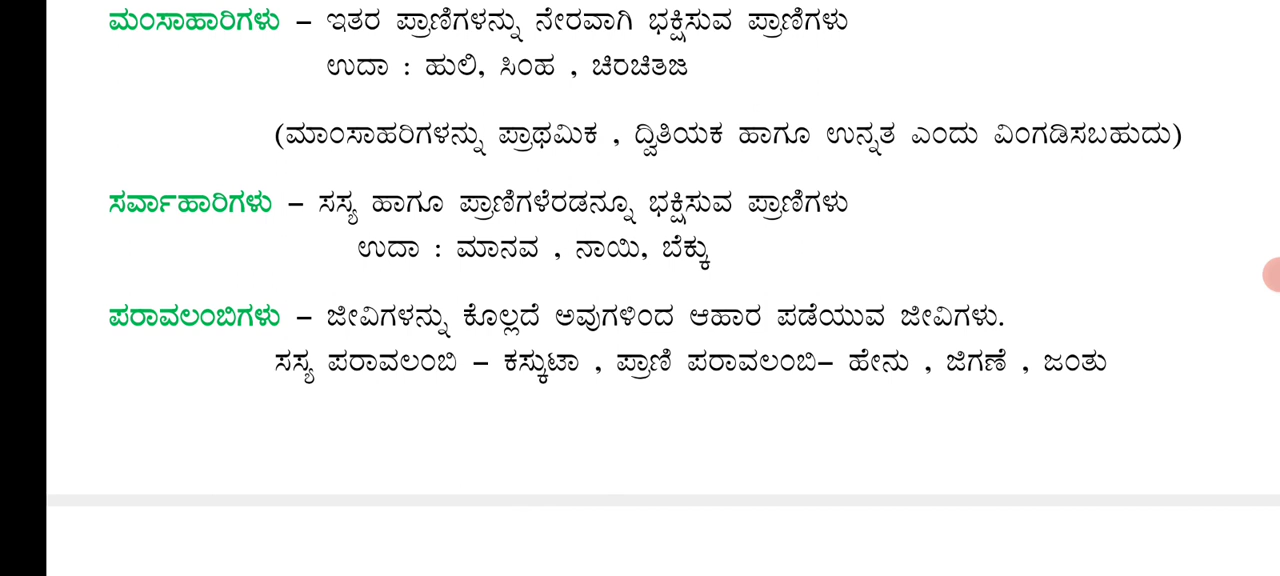 ಮಂಸಾಹಾರಿಗಳು – ಇತರ ಪ್ರಾಣಿಗಳನ್ನು ನೇರವಾಗಿ ಭಕ್ಷಿಸುವ ಪ್ರಾಣಿಗಳು
ಉದಾ : ಹುಲಿ, ಸಿಂಹ , ಚಿರಚಿತಜಿ
(ಮಾಂಸಾಹರಿಗಳನ್ನು ಪ್ರಾಥಮಿಕ , ದ್ವಿತಿಯಕ ಹಾಗೂ ಉನ್ನತ ಎಂದು ವಿಂಗಡಿಸಬಹುದು)
ಸರ್ವಾಹಾರಿಗಳು – ಸಸ್ಯ ಹಾಗೂ ಪ್ರಾಣಿಗಳೆರಡನ್ನೂ ಭಕ್ಷಿಸುವ ಪ್ರಾಣಿಗಳು
ಉದಾ : ಮಾನವ , ನಾಯಿ, ಬೆಕ್ಕು
ಪರಾವಲಂಬಿಗಳು – ಜೀವಿಗಳನ್ನು ಕೊಲ್ಲದೆ ಅವುಗಳಿಂದ ಆಹಾರ ಪಡೆಯುವ ಜೀವಿಗಳು.
ಸಸ್ಯ ಪರಾವಲಂಬಿ – ಕಸ್ಕುಟಾ , ಪ್ರಾಣಿ ಪರಾವಲಂಬಿ– ಹೇನು , ಜಿಗಣೆ , ಜಂತು